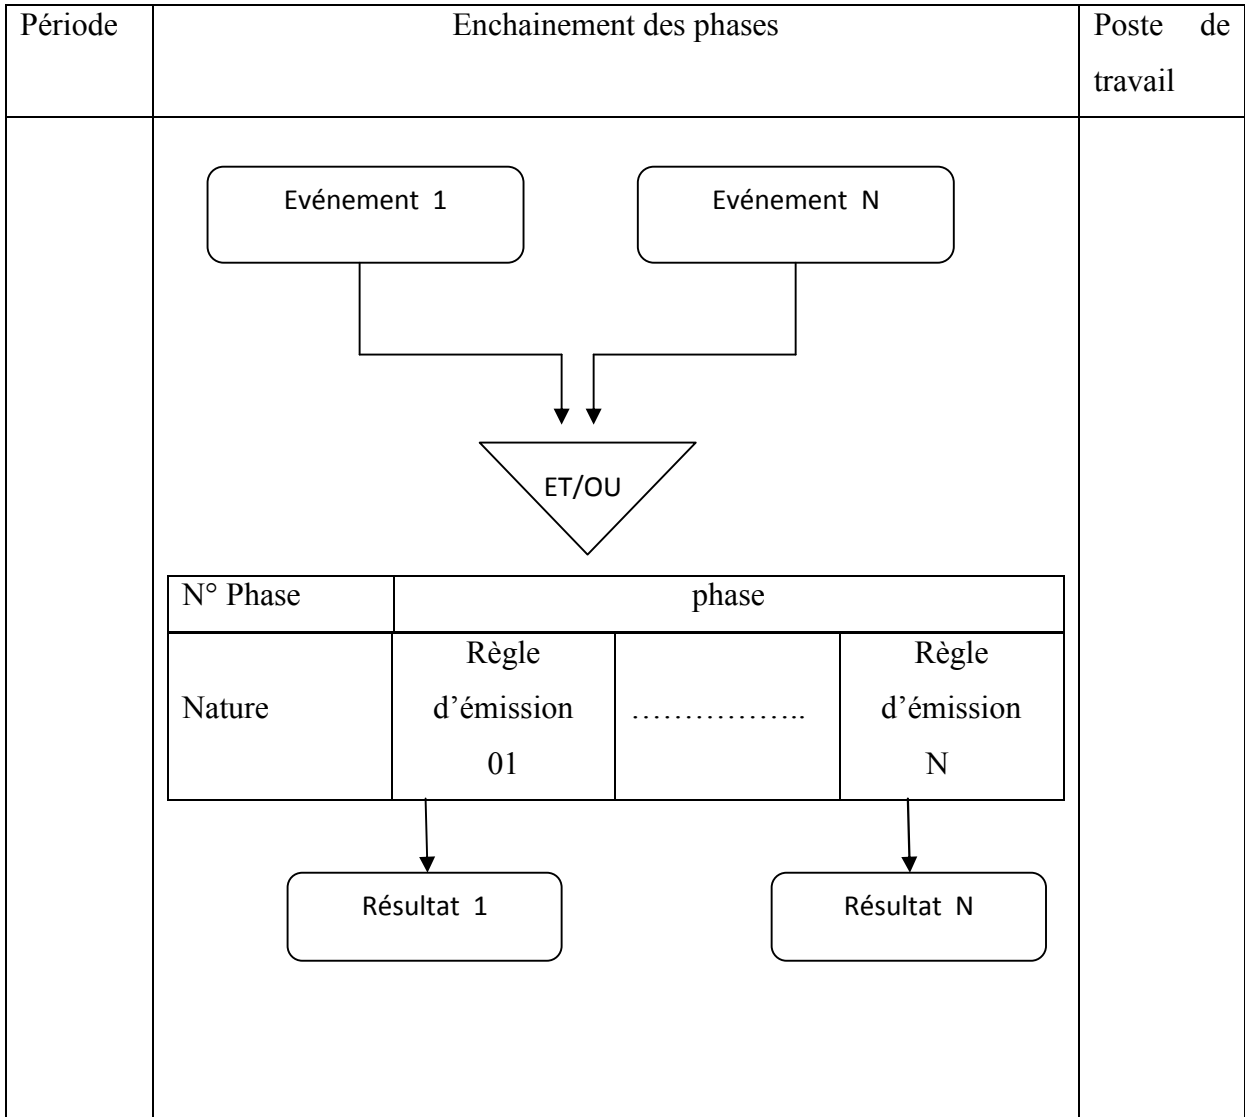 Période
Enchainement des phases
Poste de
travail
Evénement 1
Evénement N
ET/OU
N° Phase
phase
Nature
Règle
d’émission
01
……………..
Règle
d’émission
N
Résultat 1
Résultat N